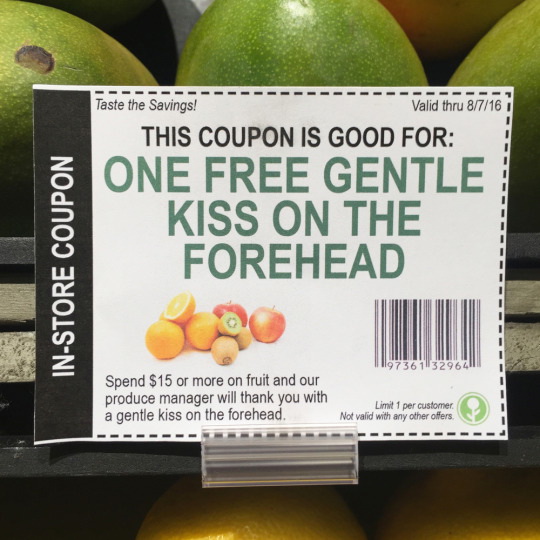 Taste the Savings!
Valid thru 8/7/16
IN-STORE COUPON
THIS COUPON IS GOOD FOR:
ONE FREE GENTLE
KISS ON THE
FOREHEAD
97361 32964
Spend $15 or more on fruit and our
produce manager will thank you with
a gentle kiss on the forehead.
Limit 1 per customer.
Not valid with any other offers.